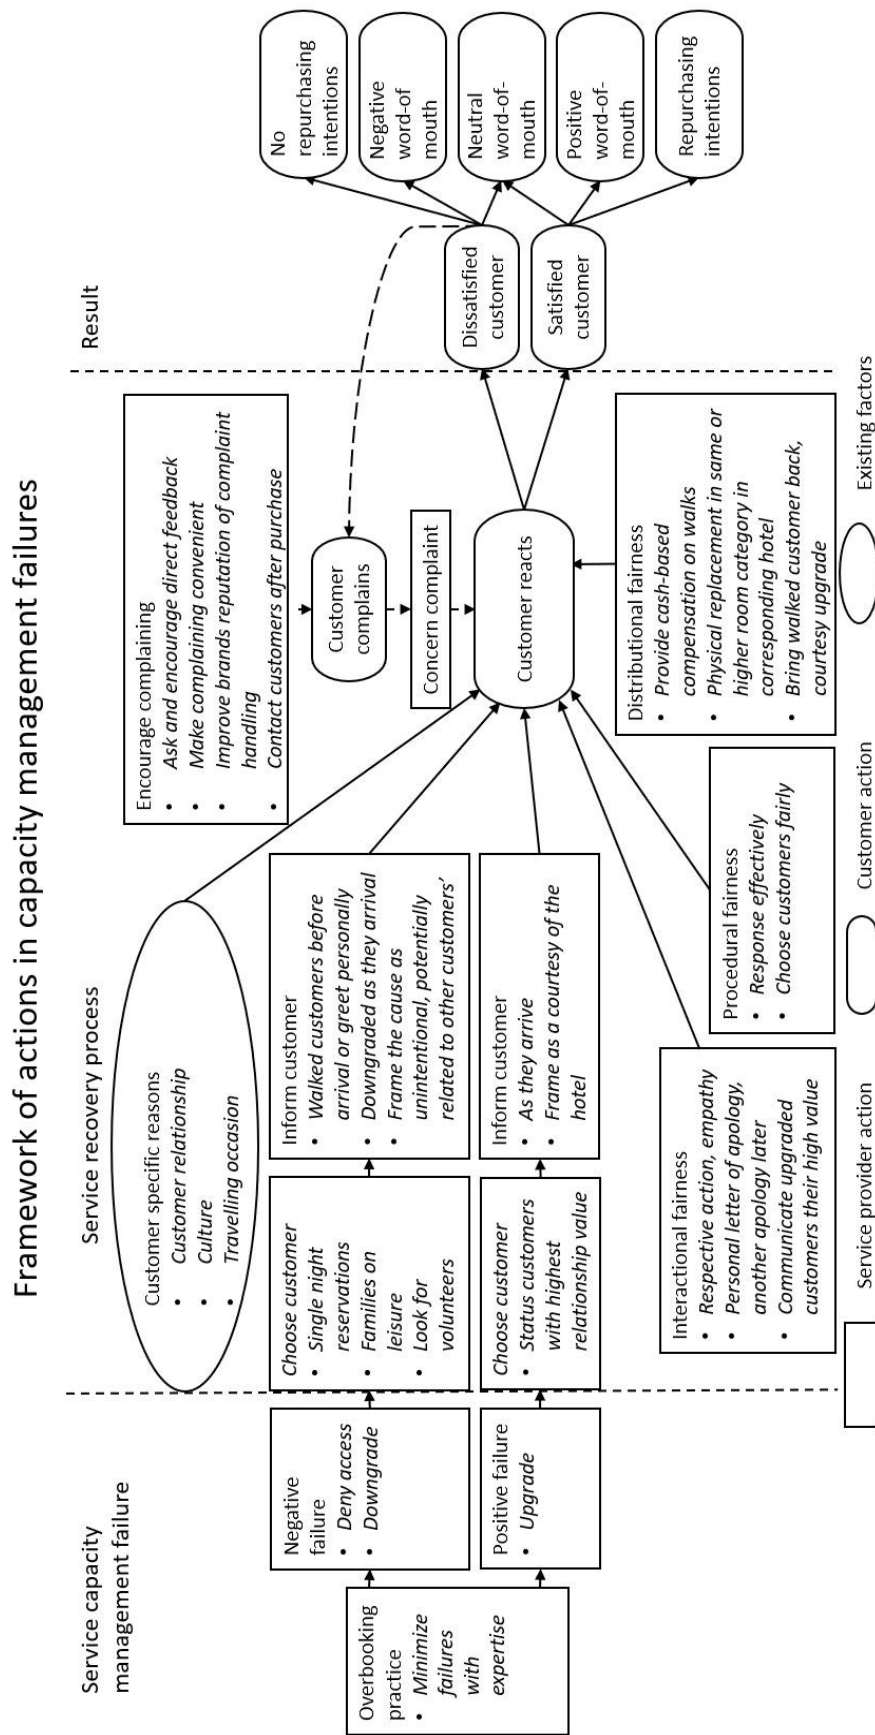 Framework of actions in capacity management failures
Service capacity
management failure
Service recovery process
Result
Overbooking
practice
• Minimize
failures
with
expertise
Negative
failure
• Deny access
• Downgrade
Positive failure
• Upgrade
Customer specific reasons
• Customer relationship
• Culture
• Travelling occasion
Choose customer
• Single night
reservations
• Families on
leisure
• Look for
volunteers
Inform customer
• Walked customers before
arrival or greet personally
• Downgraded as they arrival
• Frame the cause as
unintentional, potentially
related to other customers’
Choose customer
• Status customers
with highest
relationship value
Inform customer
• As they arrive
• Frame as a courtesy of the
hotel
Interactional fairness
• Respective action, empathy
• Personal letter of apology,
another apology later
• Communicate upgraded
customers their high value
Procedural fairness
• Response effectively
• Choose customers fairly
Distributional fairness
• Provide cash-based
compensation on walks
• Physical replacement in same or
higher room category in
corresponding hotel
• Bring walked customer back,
courtesy upgrade
Encourage complaining
• Ask and encourage direct feedback
• Make complaining convenient
• Improve brands reputation of complaint
handling
• Contact customers after purchase
Customer
complains
Concern complaint
Customer reacts
Dissatisfied
customer
Satisfied
customer
No
repurchasing
intentions
Negative
word-of
mouth
Neutral
word-of-
mouth
Positive
word-of-
mouth
Repurchasing
intentions
Service provider action
Customer action
Existing factors